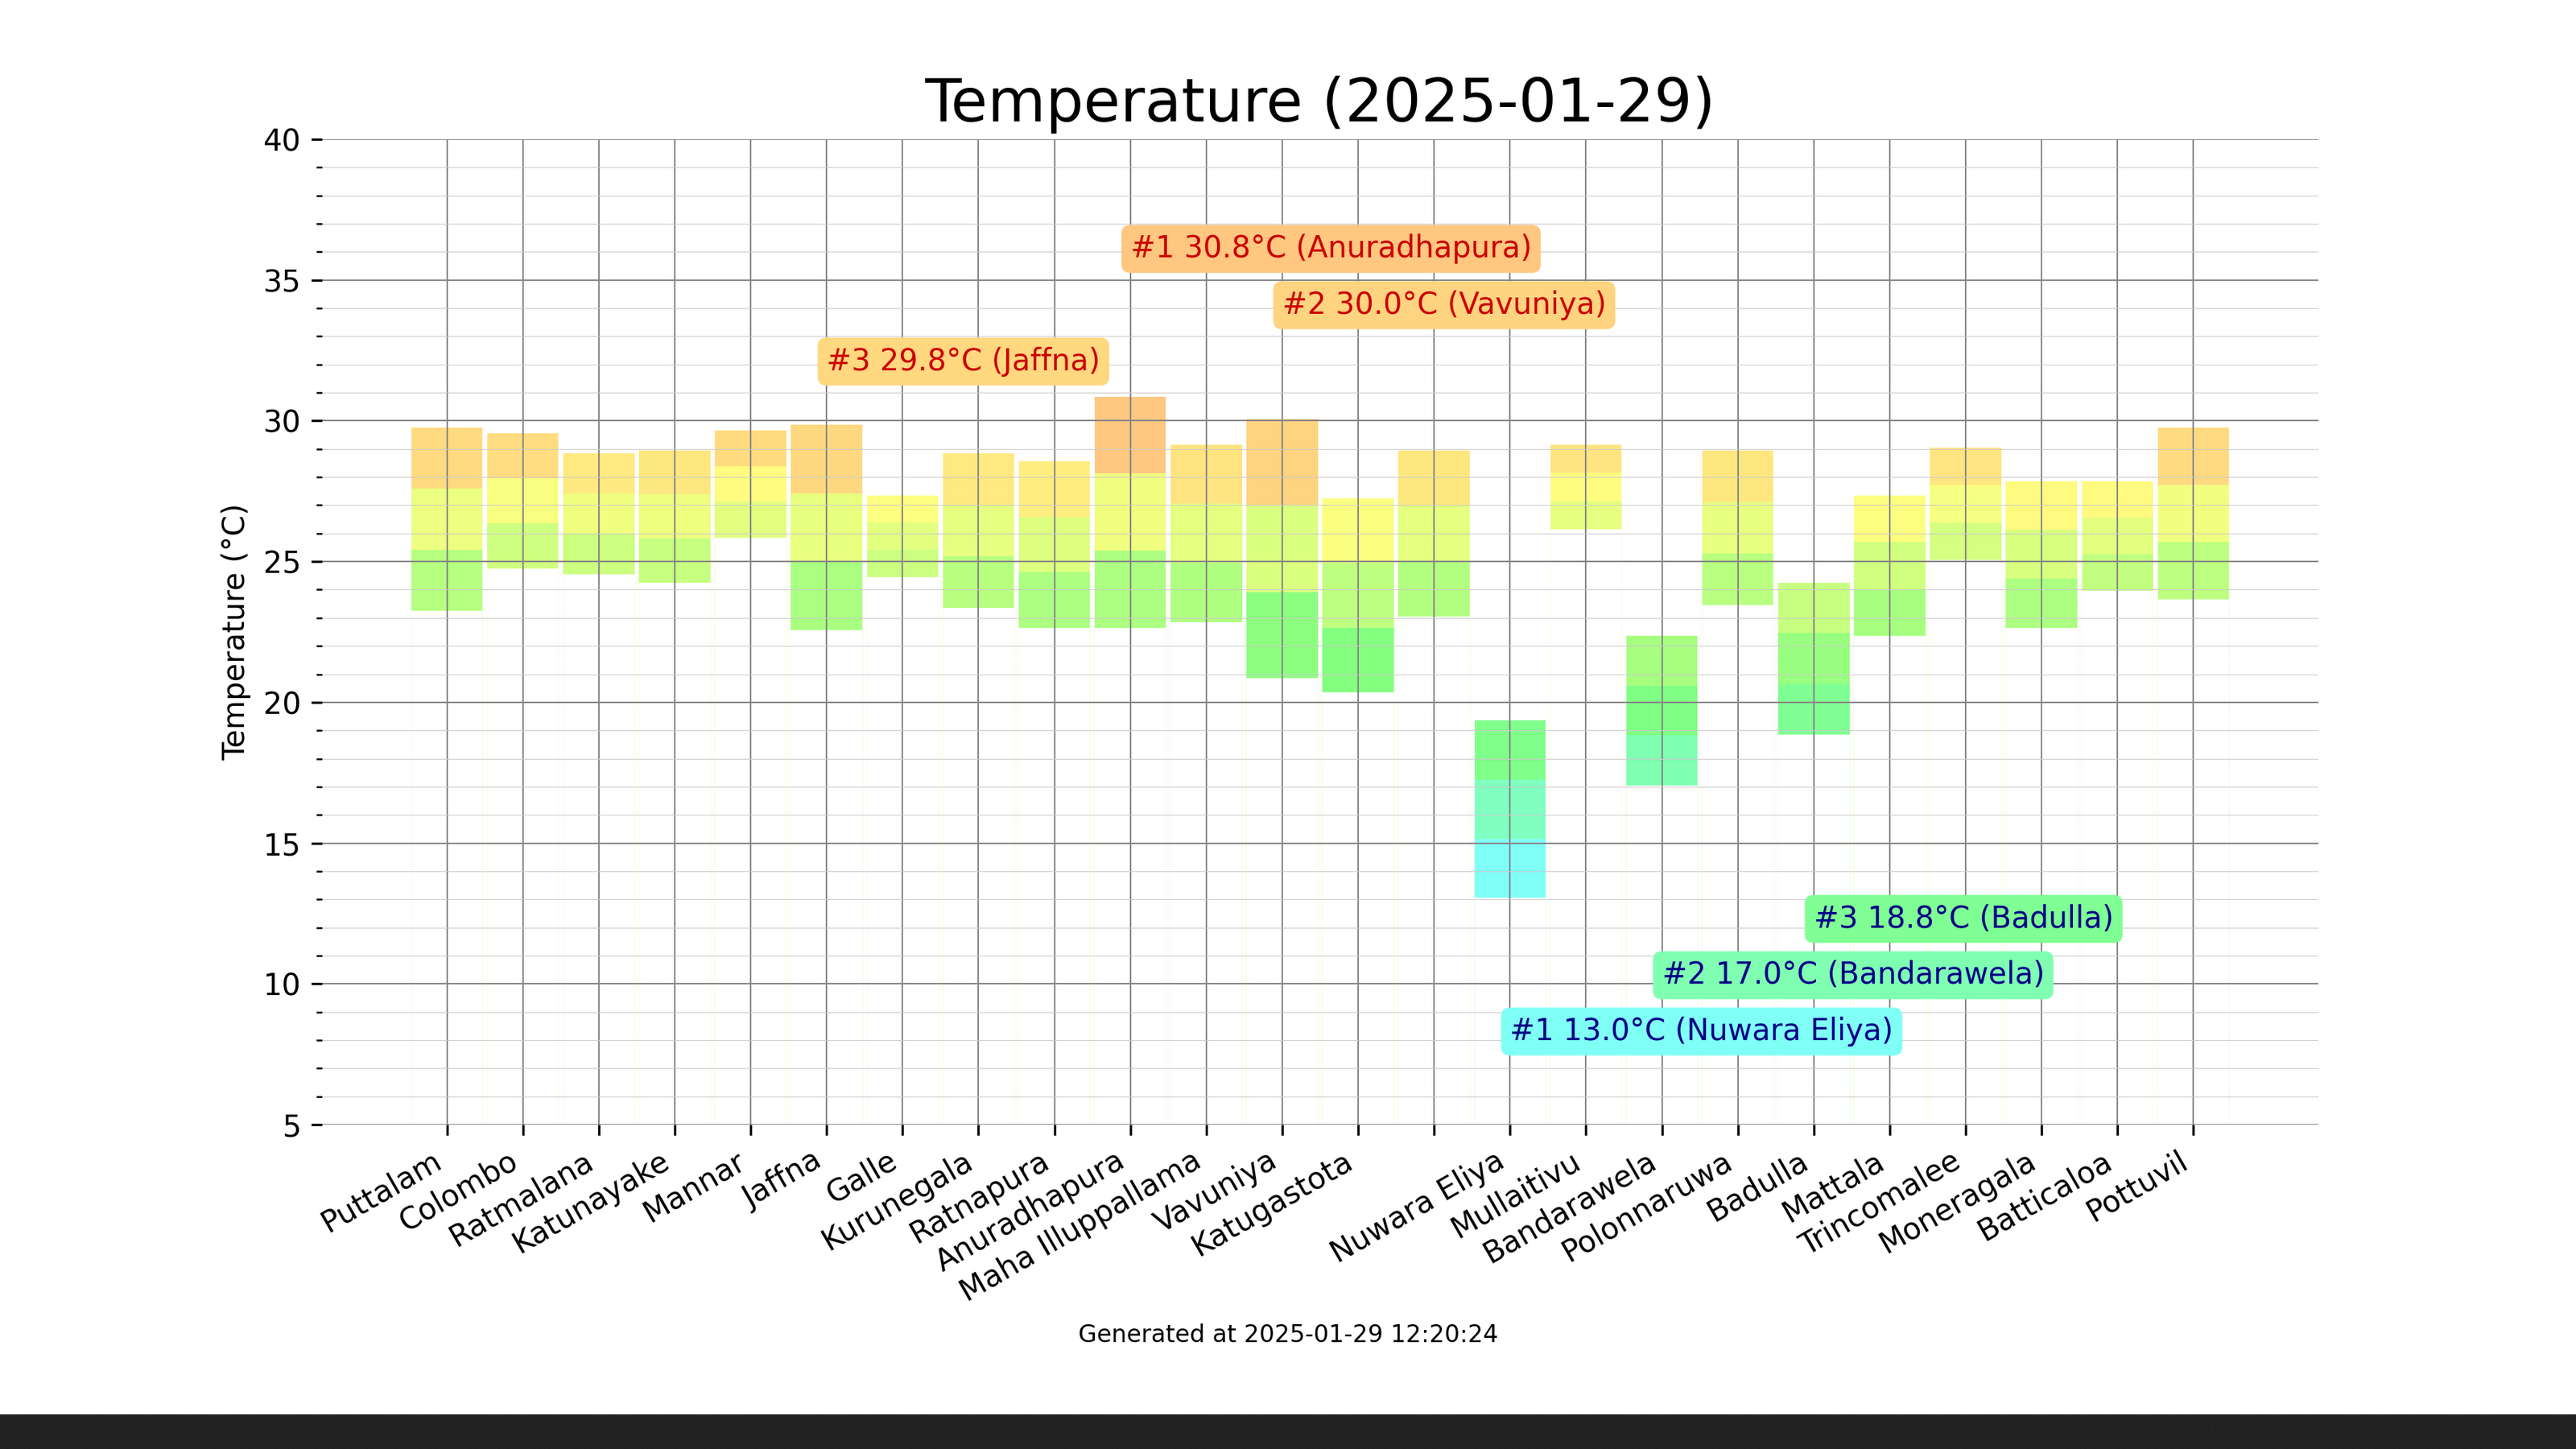 Temperature (2025-01-29)
40
35
30
25
20
15
10
5
Temperature (°C)
#1 30.8°C (Anuradhapura)
#2 30.0°C (Vavuniya)
#3 29.8°C (Jaffna)
#3 18.8°C (Badulla)
#2 17.0°C (Bandarawela)
#1 13.0°C (Nuwara Eliya)
Puttalam
Colombo
Ratmalana
Katunayake
Mannar
Jaffna
Galle
Kurunegala
Ratnapura
Anuradhapura
Maha Illuppallama
Vavuniya
Katugastota
Nuwara Eliya
Mullaitivu
Bandarawela
Polonnaruwa
Badulla
Mattala
Trincomalee
Moneragala
Batticaloa
Pottuvil
Generated at 2025-01-29 12:20:24